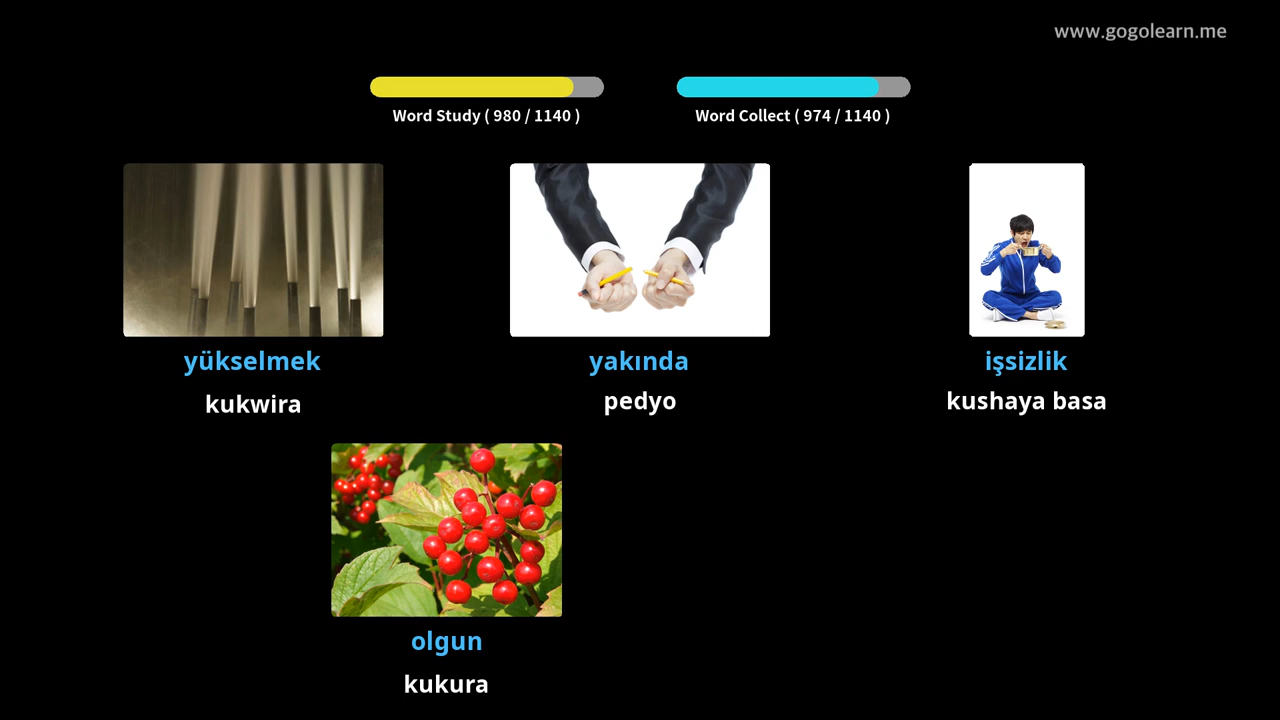 www.gogolearn.me
Word Study ( 980 / 1140 )
Word Collect ( 974 / 1140 )
yükselmek
kukwira
yakında
pedyo
işsizlik
kushaya basa
olgun
kukura